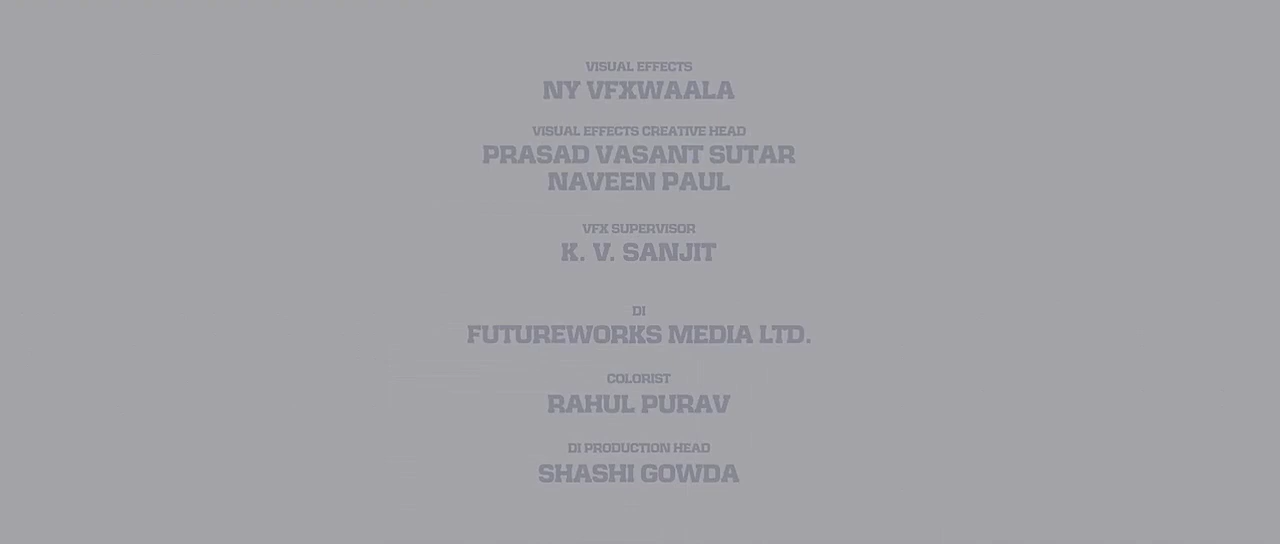 VISUAL EFFECTS
NY VFXWAALA
VISUAL EFFECTS CREATIVE HEAD
PRASAD VASANT SUTAR
NAVEEN PAUL
VFX SUPERVISOR
K. V. SANJIT
DI
FUTUREWORKS MEDIA LTD.
COLORIST
RAHUL PURAV
DI PRODUCTION HEAD
SHASHI GOWDA